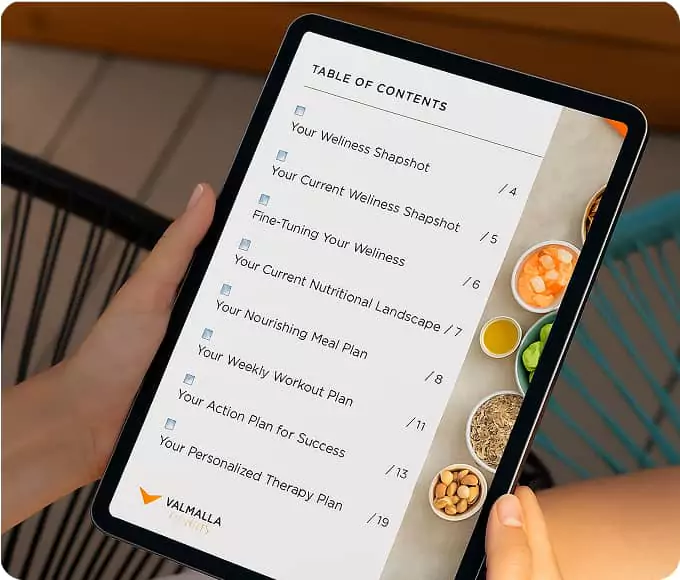 TABLE OF CONTENTS
Your Weliness Shapshot / 4
Your Current Wellness Shapshot / 5
Fine-Tuning Your Wellness / 6
Your Current Nutritional Landscape / 7
Your Nourishing Meal Plan / 8
Your Weekly Workout Plan / 11
Your Action Plan for Success / 13
Your Personalized Therapy Plan / 19
VALMALLA